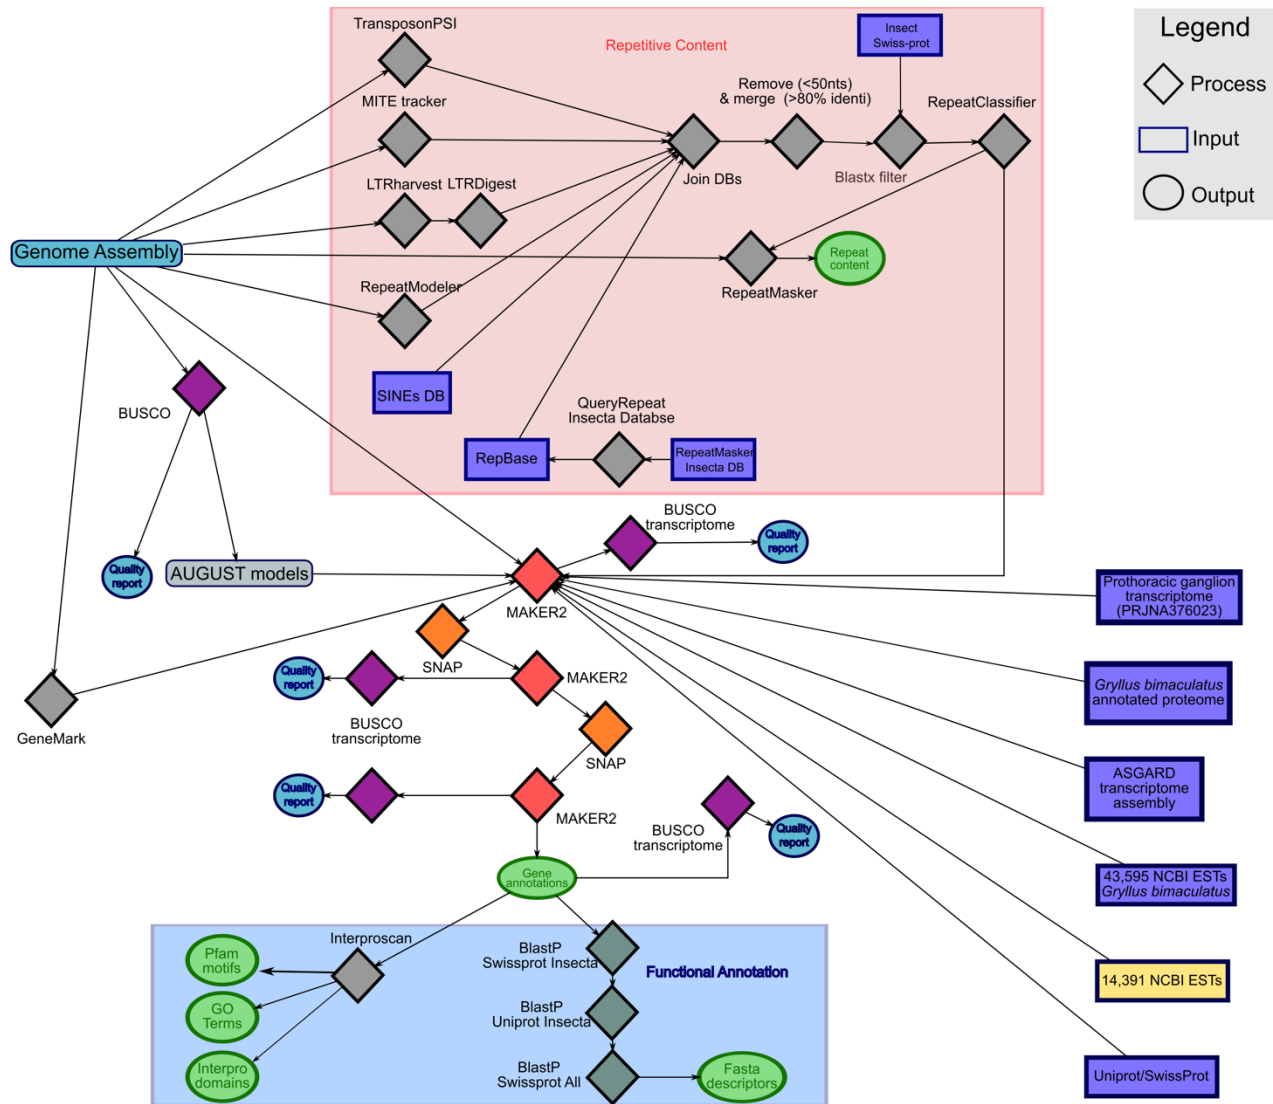 TransposonPSI
Repetitive Content
Insect
Swiss-prot
Legend
Process
Input
Output
MITE tracker
Remove (<50nts)
& merge (>80% identi)
RepeatClassifier
LTRharvest
LTRDigest
Join DBs
Blastx filter
Genome Assembly
Repeat
content
RepeatModeler
RepeatMasker
SINEs DB
QueryRepeat
Insecta Databse
BUSCO
RepBase
RepeatMasker
Insecta DB
BUSCO
transcriptome
Quality
report
Quality
report
AUGUST models
MAKER2
Prothoracic ganglion
transcriptome
(PRJNA376023)
SNAP
Quality
report
MAKER2
Gryllus bimaculatus
annotated proteome
GeneMark
BUSCO
transcriptome
SNAP
Quality
report
MAKER2
ASGARD
transcriptome
assembly
BUSCO
transcriptome
Quality
report
Gene
annotations
43,595 NCBI ESTs
Gryllus bimaculatus
Interproscan
Pfam
motifs
BlastP
Swissprot Insecta
Functional Annotation
14,391 NCBI ESTs
GO
Terms
BlastP
Uniprot Insecta
Interpro
domains
BlastP
Swissprot All
Fasta
descriptors
Uniprot/SwissProt